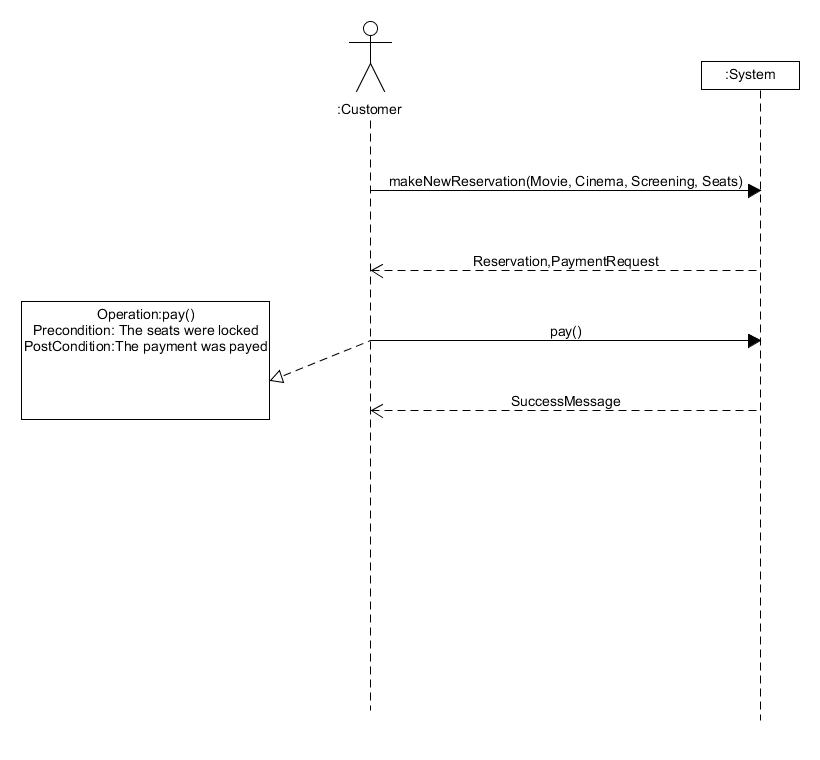 :Customer
:System
makeNewReservation(Movie, Cinema, Screening, Seats)
Reservation,PaymentRequest
Operation:pay()
Precondition: The seats were locked
PostCondition:The payment was payed
pay()
SuccessMessage